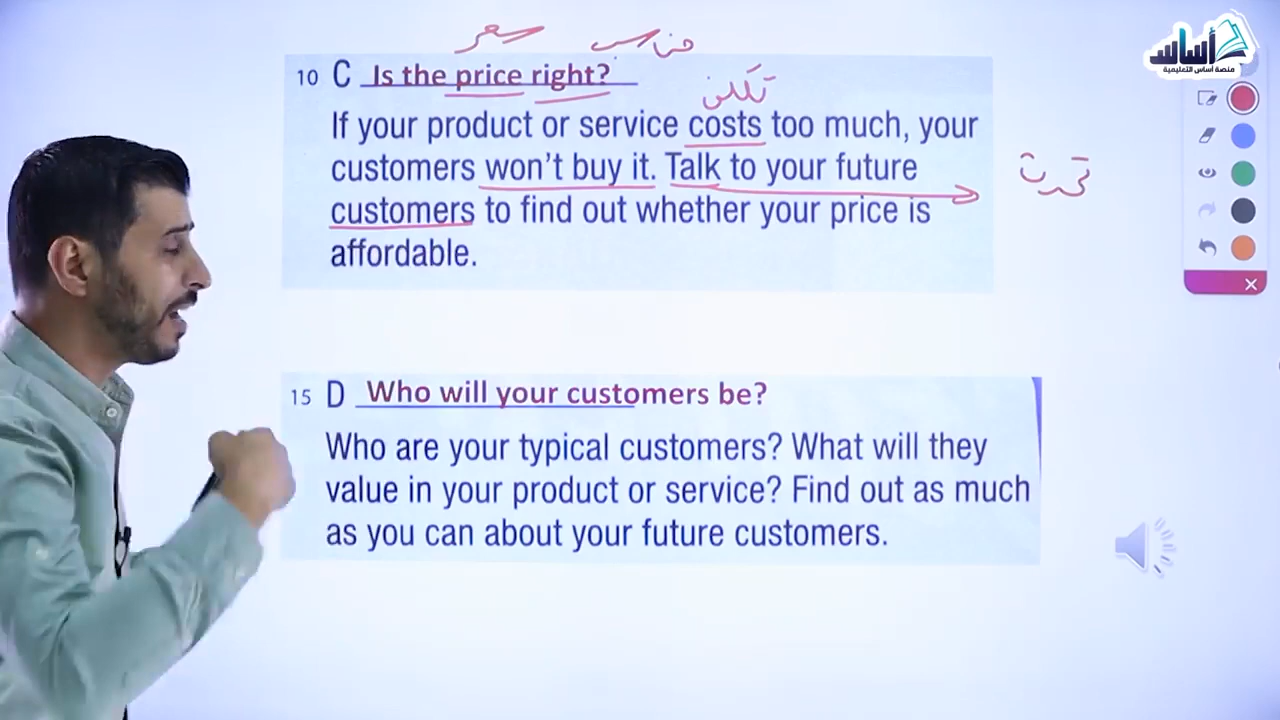 أساس
منصة أساس التعليمية
سعر مناسب
10 C Is the price right?
تكلف
If your product or service costs too much, your
customers won't buy it. Talk to your future
تحدث
customers to find out whether your price is
affordable.
15 D Who will your customers be?
Who are your typical customers? What will they
value in your product or service? Find out as much
as you can about your future customers.